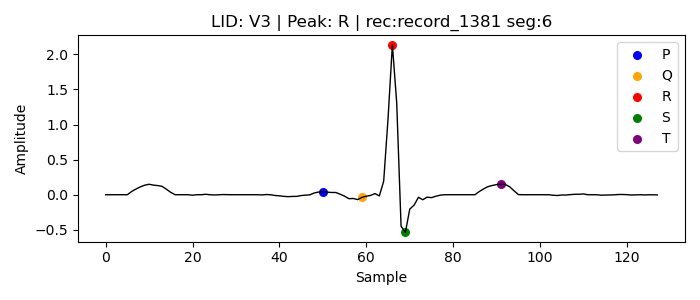 LID: V3 | Peak: R | rec:record_1381 seg:6
Amplitude
2.0
1.5
1.0
0.5
0.0
−0.5
P
Q
R
S
T
0 20 40 60 80 100 120
Sample